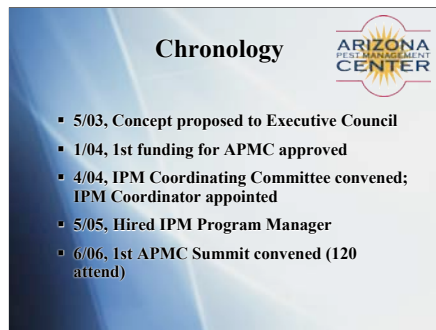 Chronology
ARIZONA
PEST MANAGEMENT
CENTER
▪ 5/03, Concept proposed to Executive Council
▪ 1/04, 1st funding for APMC approved
▪ 4/04, IPM Coordinating Committee convened;
IPM Coordinator appointed
▪ 5/05, Hired IPM Program Manager
▪ 6/06, 1st APMC Summit convened (120
attend)